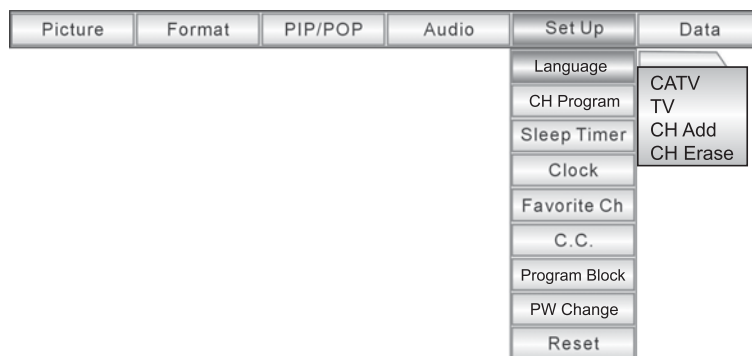 Picture Format PIP/POP Audio Set Up Data
Language
CH Program
Sleep Timer
Clock
Favorite Ch
C.C.
Program Block
PW Change
Reset
CATV
TV
CH Add
CH Erase